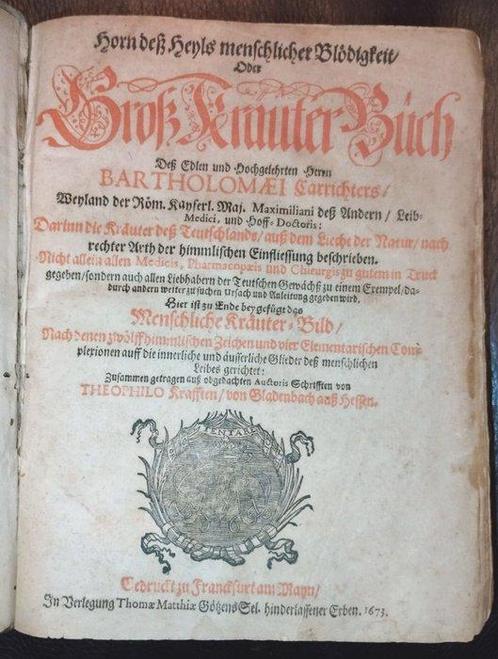 Horn deß Heyls menschlicher Blödigkeit/
Oder
Groß Kräuter Büch
Deß Edlen und Hochgelehrten Herrn
BARTHOLOMÆI Carrichters/
Weyland der Röm. Kayserl. Maj. Maximiliani deß Andern/ Leib-
Medici, und Hoff-Doctoris:
Darinn die Kräuter deß Teutschlands/ auß dem Liecht der Natur/ nach
rechter Arth der himmlischen Einfliessung beschrieben.
Nicht allein allen Medicis, Pharmacopæis und Chirurgis zu gutem in Truck
gegeben/ sondern auch allen Liebhabern der Teutschen Gewächß zu einem Exempel/ da-
durch andern weiter zu suchen Ursach und Anleitung gegeben wird.
Hier ist zu Ende beygefügt das
Menschliche Kräuter-Bild/
Nach denen zwölff himmlischen Zeichen und vier Elementarischen Com-
plexionen auff die innerliche und äusserliche Glieder deß menschlichen
Leibes gerichtet:
Zusammen getragen auß obgedachten Auctoris Schrifften von
THEOPHILO Krafften/ von Gladenbach auß Hessen.
TENTARE
Gedruckt zu Franckfurt am Mayn/
In Verlegung Thomæ Matthiæ Götzens Sel. hinderlassener Erben. 1673.